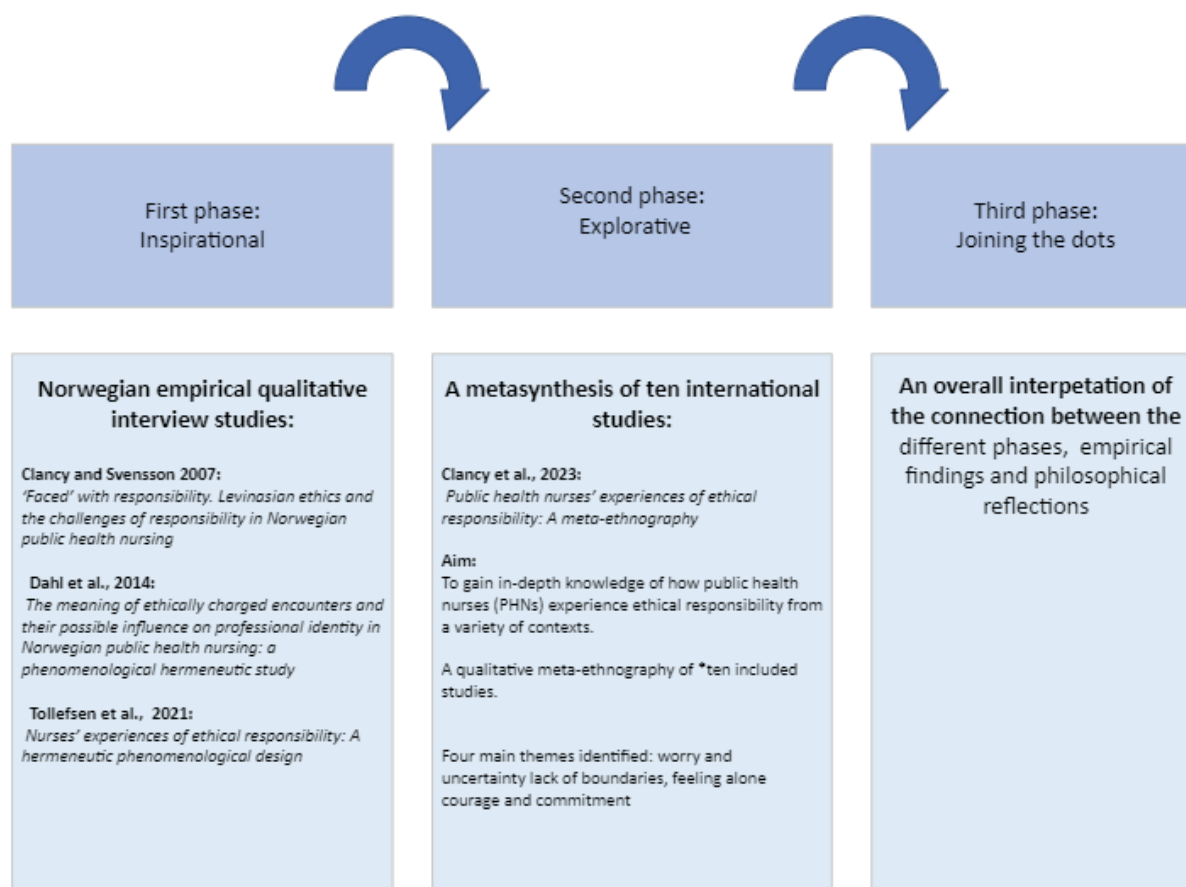 First phase:
Inspirational
Second phase:
Explorative
Third phase:
Joining the dots
Norwegian empirical qualitative
interview studies:
Clancy and Svensson 2007:
‘Faced’ with responsibility. Levinasian ethics and
the challenges of responsibility in Norwegian
public health nursing
Dahl et al., 2014:
The meaning of ethically charged encounters and
their possible influence on professional identity in
Norwegian public health nursing: a
phenomenological hermeneutic study
Tollefsen et al., 2021:
Nurses’ experiences of ethical responsibility: A
hermeneutic phenomenological design
A metasynthesis of ten international
studies:
Clancy et al., 2023:
Public health nurses’ experiences of ethical
responsibility: A meta-ethnography
Aim:
To gain in-depth knowledge of how public health
nurses (PHNs) experience ethical responsibility from
a variety of contexts.
A qualitative meta-ethnography of *ten included
studies.
Four main themes identified: worry and
uncertainty lack of boundaries, feeling alone
courage and commitment
An overall interpetation of
the connection between the
different phases, empirical
findings and philosophical
reflections